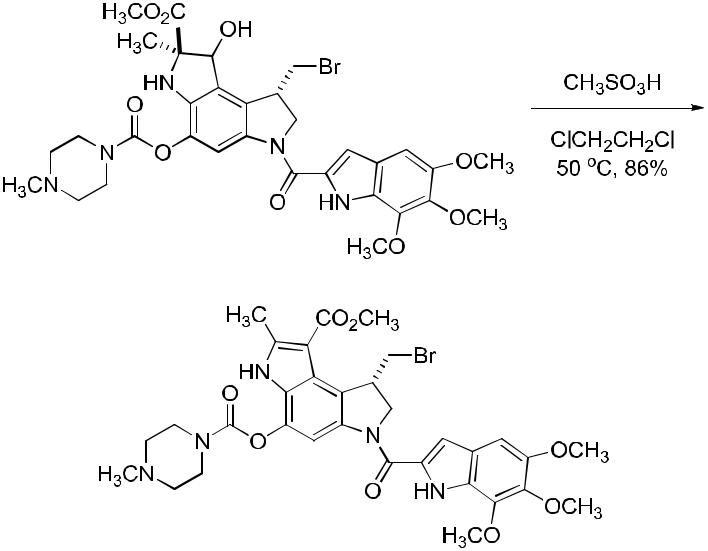 H₃CO₂C
OH
H₃C
Br
HN
O
N
O
N
H₃C
N
O
HN
OCH₃
OCH₃
H₃CO
CH₃SO₃H
ClCH₂CH₂Cl
50 ºC, 86%
H₃C
CO₂CH₃
Br
HN
O
N
O
N
H₃C
N
O
HN
OCH₃
OCH₃
H₃CO